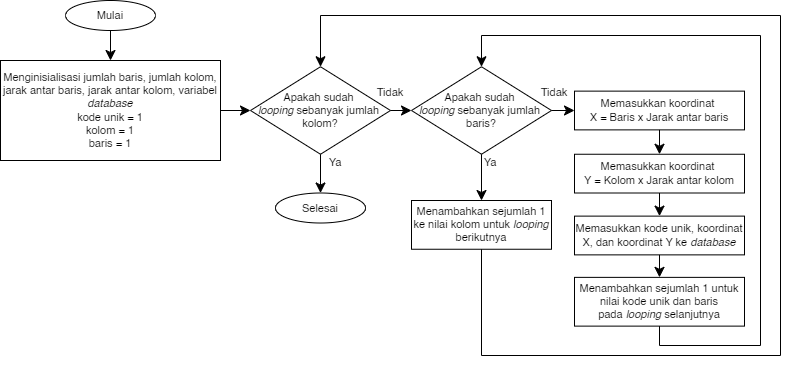 Mulai
Menginisialisasi jumlah baris, jumlah kolom,
jarak antar baris, jarak antar kolom, variabel
database
kode unik = 1
kolom = 1
baris = 1
Apakah sudah
looping sebanyak jumlah
kolom?
Tidak
Ya
Selesai
Apakah sudah
looping sebanyak jumlah
baris?
Tidak
Ya
Menambahkan sejumlah 1
ke nilai kolom untuk looping
berikutnya
Memasukkan koordinat
X = Baris x Jarak antar baris
Memasukkan koordinat
Y = Kolom x Jarak antar kolom
Memasukkan kode unik, koordinat
X, dan koordinat Y ke database
Menambahkan sejumlah 1 untuk
nilai kode unik dan baris
pada looping selanjutnya